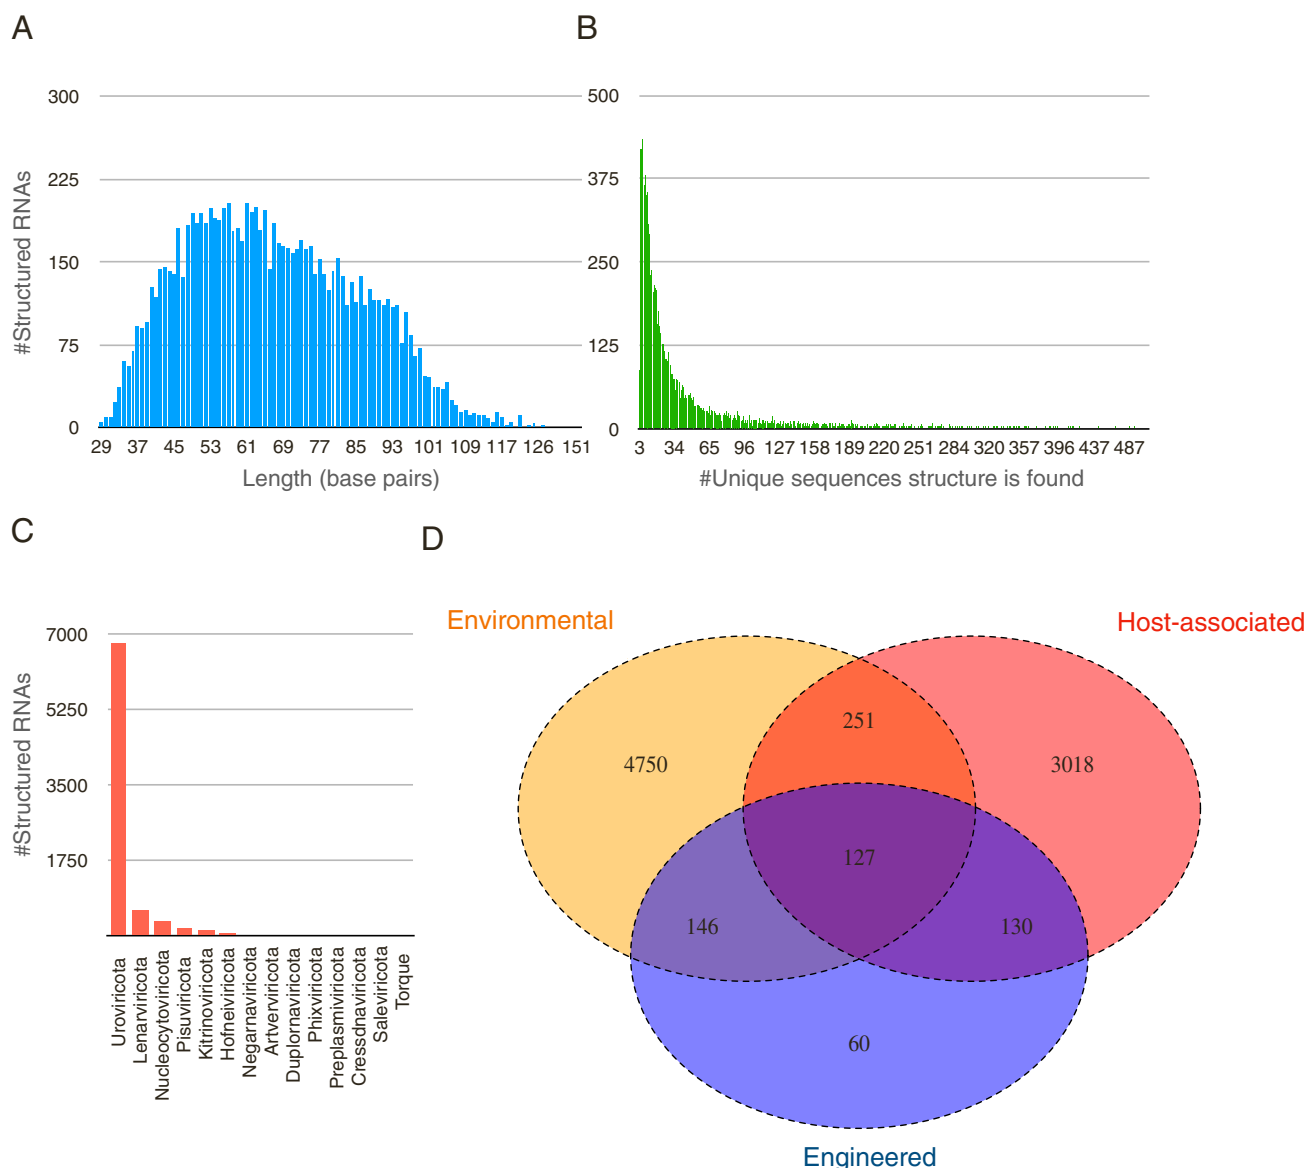 A
B
300
225
150
75
0
#Structured RNAs
29 37 45 53 61 69 77 85 93 101 109 117 126 151
Length (base pairs)
500
375
250
125
0
3 34 65 96 127 158 189 220 251 284 320 357 396 437 487
#Unique sequences structure is found
C
D
7000
5250
3500
1750
#Structured RNAs
Uroviricota
Lenarviricota
Nucleocytoviricota
Pisuviricota
Kitrinoviricota
Hofneiviricota
Negarnaviricota
Artverviricota
Duplornaviricota
Phixviricota
Preplasmiviricota
Cressdnaviricota
Saleviricota
Torque
Environmental
Host-associated
251
4750
3018
127
146
130
60
Engineered